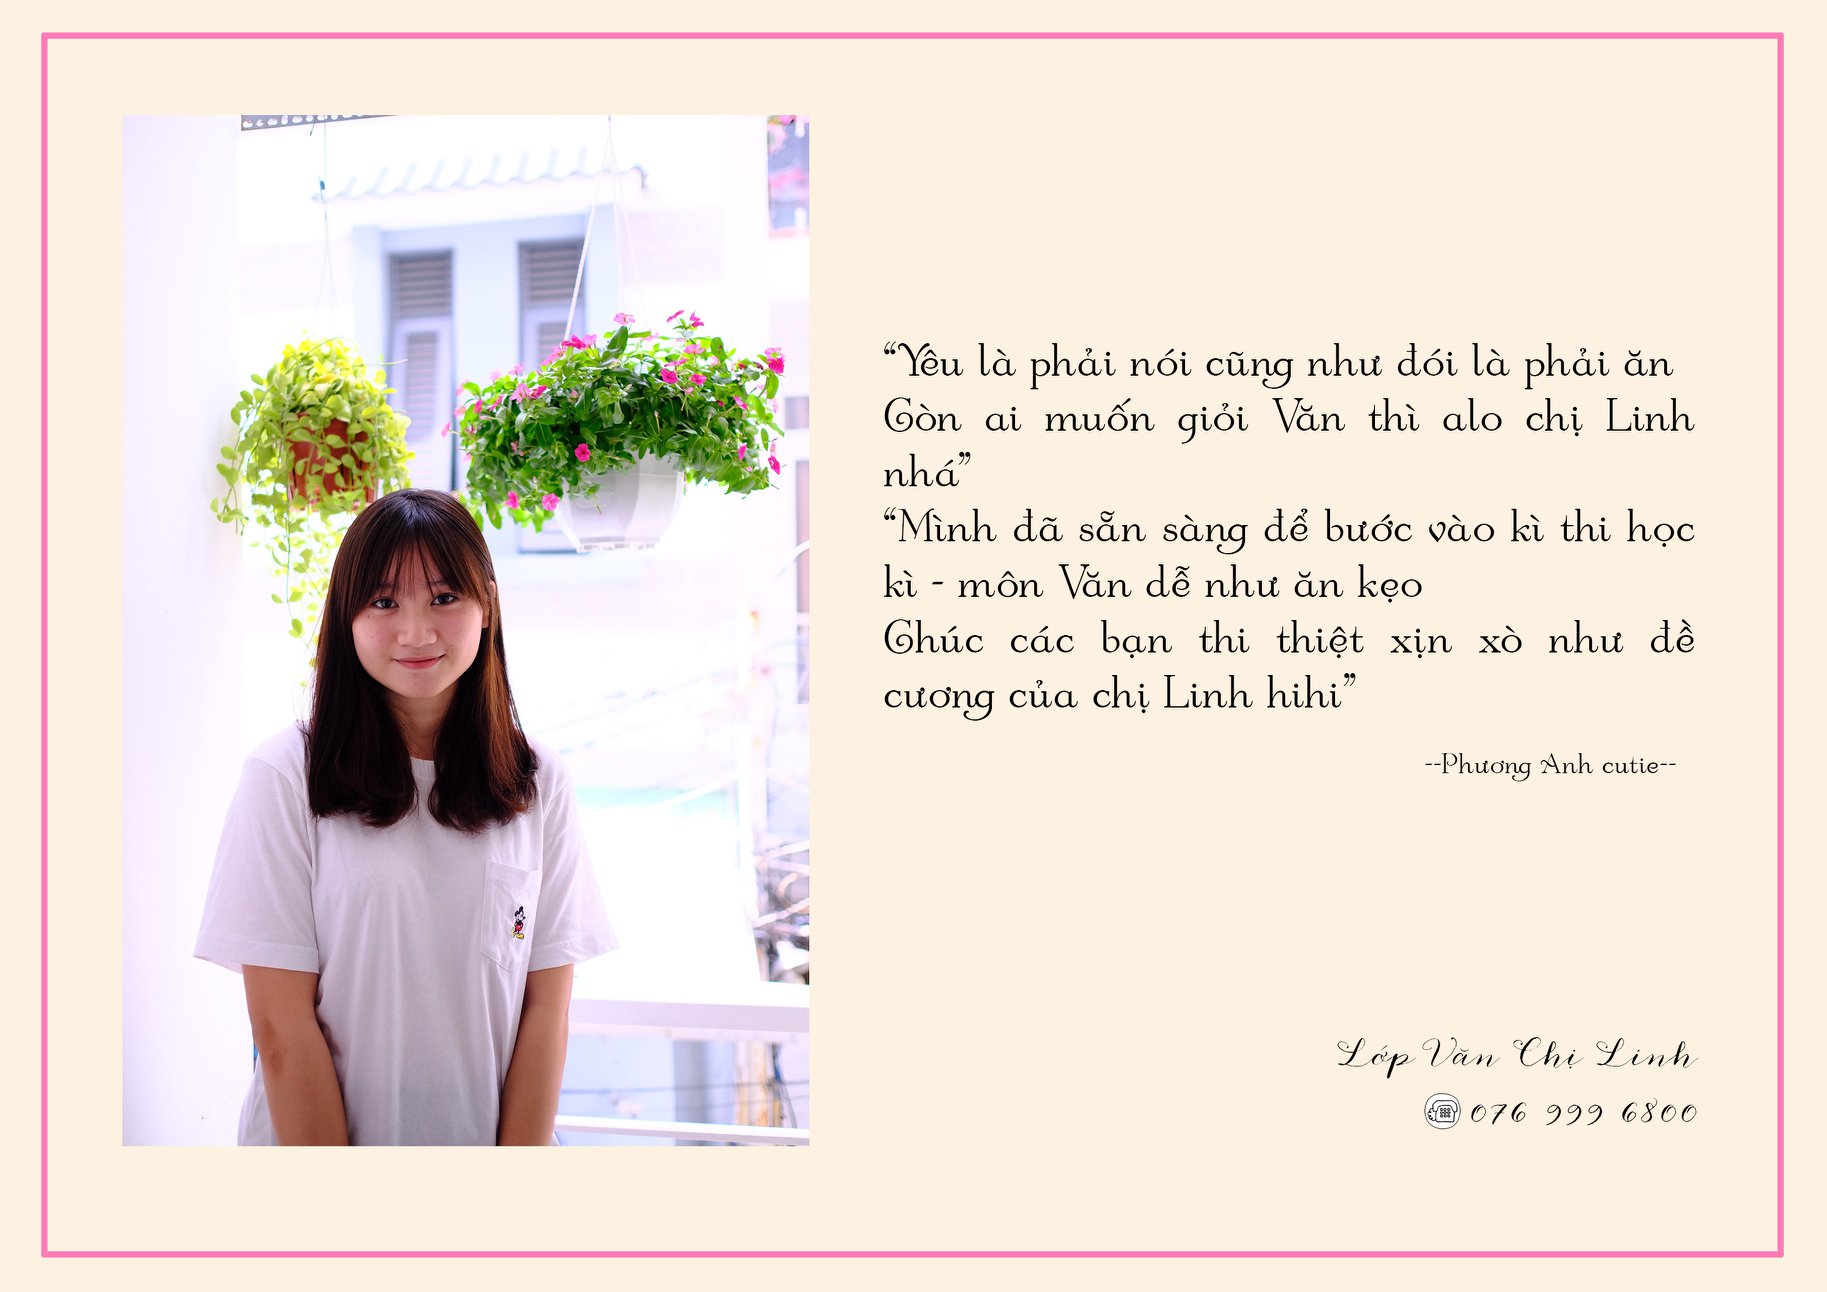 “Yêu là phải nói cũng như đói là phải ăn
Còn ai muốn giỏi Văn thì alo chị Linh
nhá”
“Mình đã sẵn sàng để bước vào kì thi học
kì - môn Văn dễ như ăn kẹo
Chúc các bạn thi thiệt xịn xò như đề
cương của chị Linh hihi”
--Phương Anh cutie--
Lớp Văn Chị Linh
076 999 6800